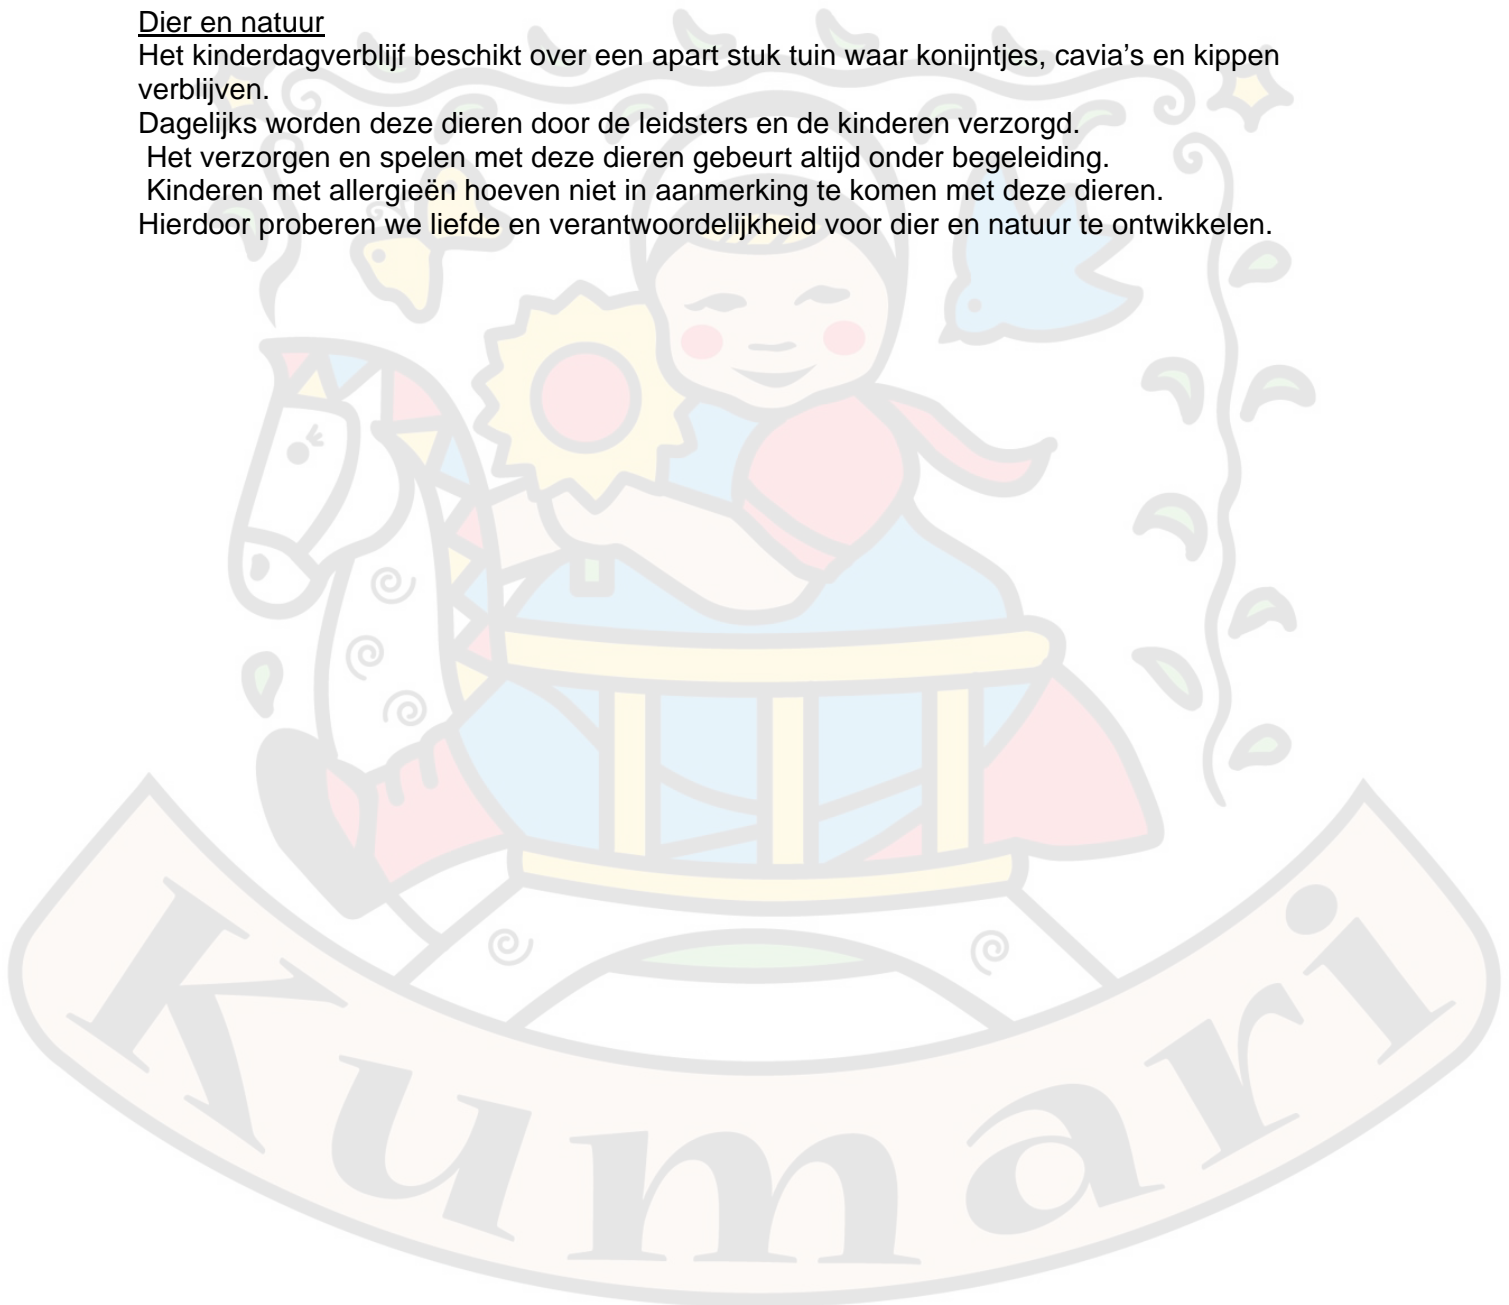 Dier en natuur
Het kinderdagverblijf beschikt over een apart stuk tuin waar konijntjes, cavia's en kippen
verblijven.
Dagelijks worden deze dieren door de leidsters en de kinderen verzorgd.
Het verzorgen en spelen met deze dieren gebeurt altijd onder begeleiding.
Kinderen met allergieën hoeven niet in aanmerking te komen met deze dieren.
Hierdoor proberen we liefde en verantwoordelijkheid voor dier en natuur te ontwikkelen.
Kumari